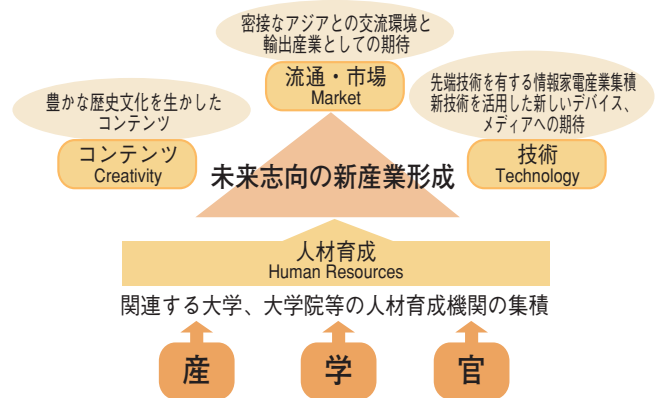 密接なアジアとの交流環境と
輸出産業としての期待
流通・市場
Market
豊かな歴史文化を生かした
コンテンツ
コンテンツ
Creativity
先端技術を有する情報家電産業集積
新技術を活用した新しいデバイス、
メディアへの期待
技術
Technology
未来志向の新産業形成
人材育成
Human Resources
関連する大学、大学院等の人材育成機関の集積
産
学
官